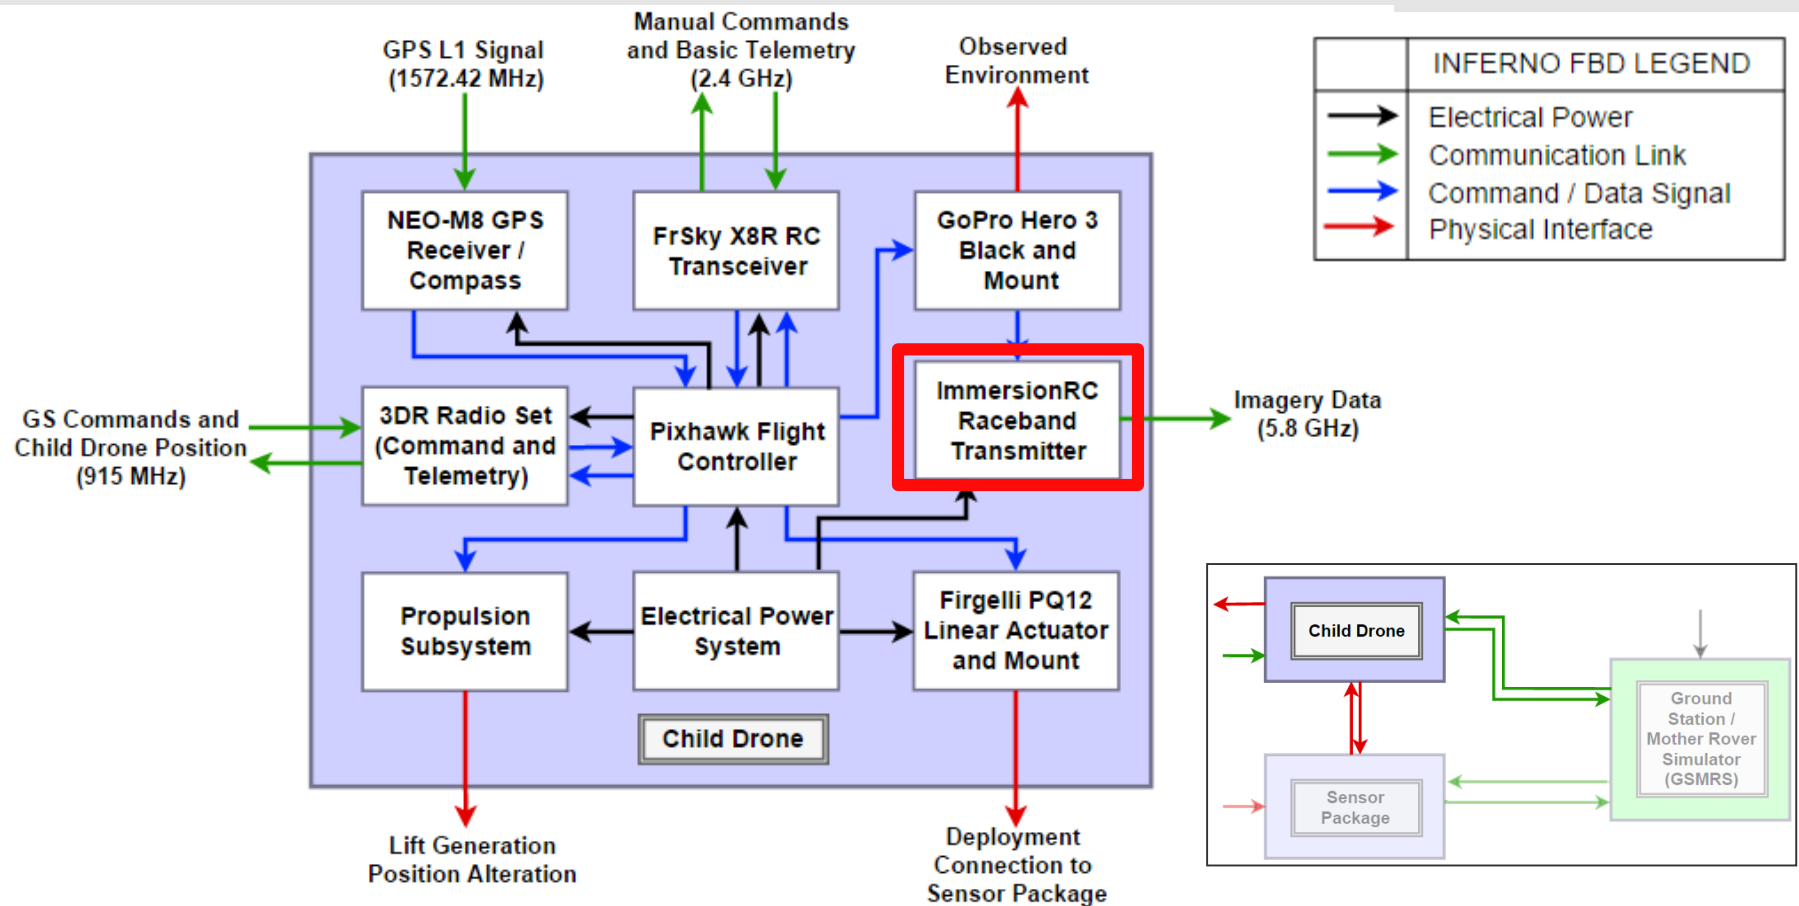 Manual Commands
and Basic Telemetry
(2.4 GHz)
GPS L1 Signal
(1572.42 MHz)
Observed
Environment
INFERNO FBD LEGEND
Electrical Power
Communication Link
Command / Data Signal
Physical Interface
NEO-M8 GPS
Receiver /
Compass
FrSky X8R RC
Transceiver
GoPro Hero 3
Black and
Mount
GS Commands and
Child Drone Position
(915 MHz)
3DR Radio Set
(Command and
Telemetry)
Pixhawk Flight
Controller
ImmersionRC
Raceband
Transmitter
Imagery Data
(5.8 GHz)
Propulsion
Subsystem
Electrical Power
System
Firgelli PQ12
Linear Actuator
and Mount
Child Drone
Lift Generation
Position Alteration
Deployment
Connection to
Sensor Package
Child Drone
Ground
Station /
Mother Rover
Simulator
(GSMRS)
Sensor
Package